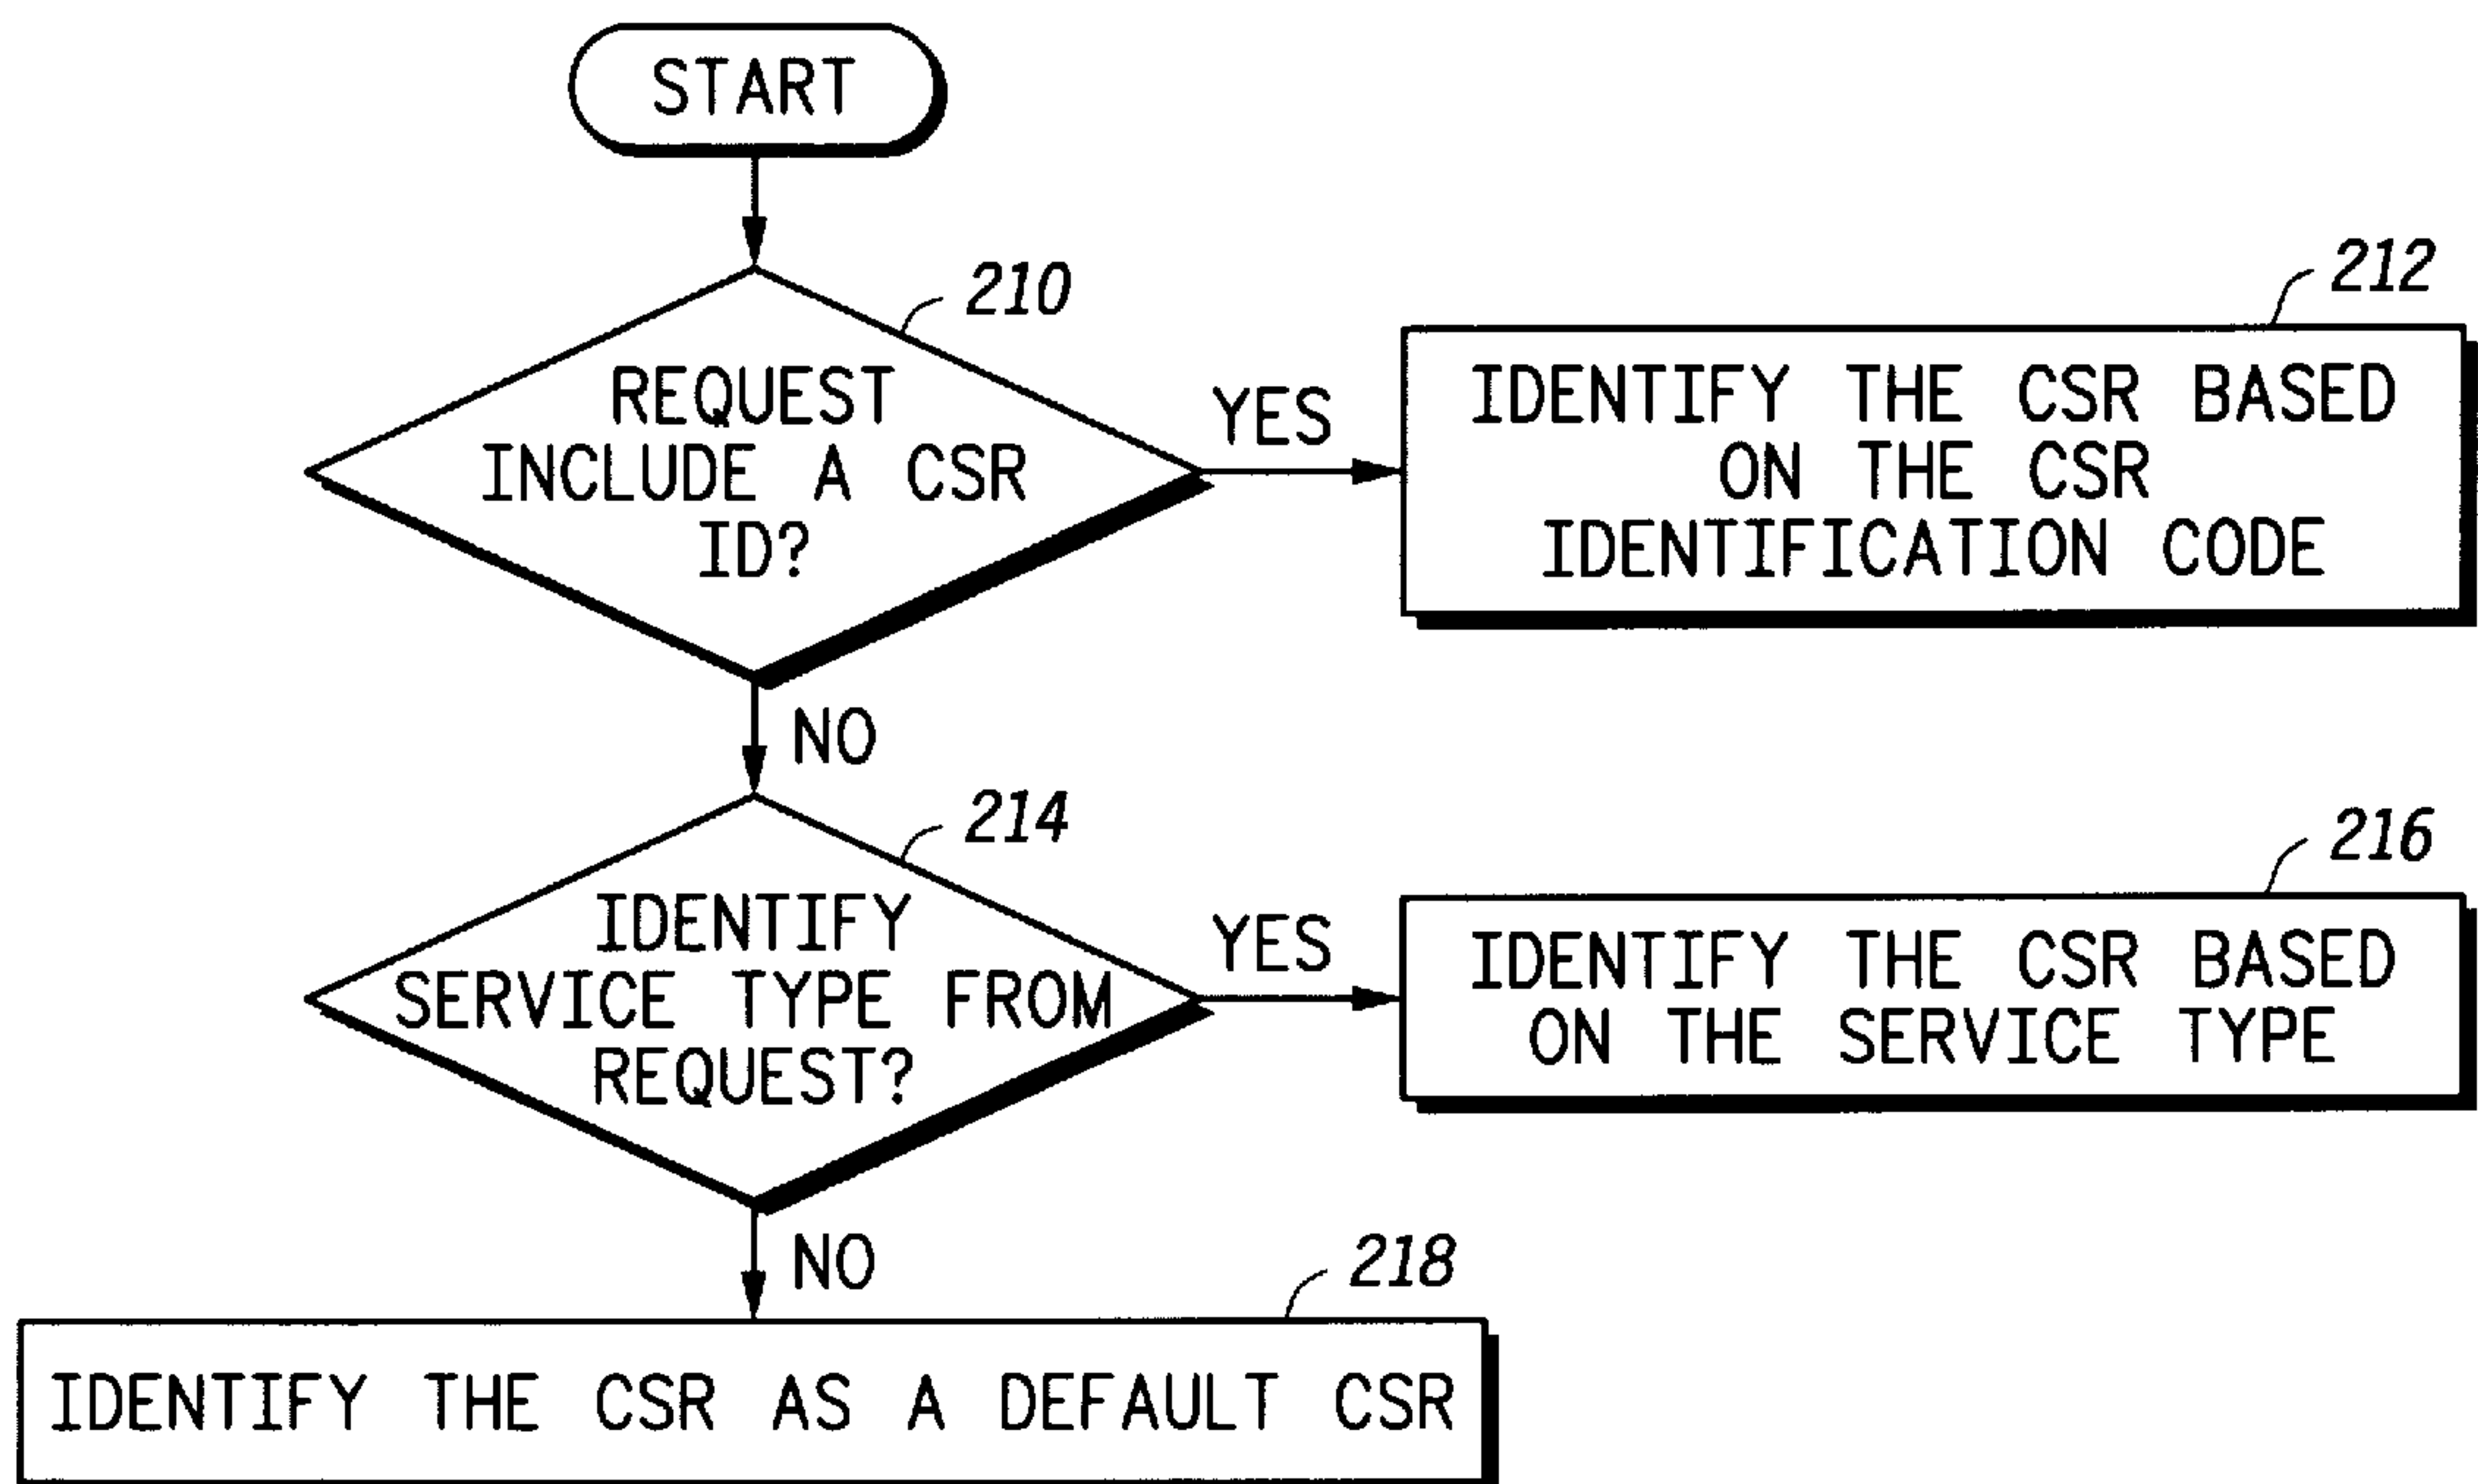 START
210
REQUEST
INCLUDE A CSR
ID?
YES
212
IDENTIFY THE CSR BASED
ON THE CSR
IDENTIFICATION CODE
NO
214
IDENTIFY
SERVICE TYPE FROM
REQUEST?
YES
216
IDENTIFY THE CSR BASED
ON THE SERVICE TYPE
NO
218
IDENTIFY THE CSR AS A DEFAULT CSR